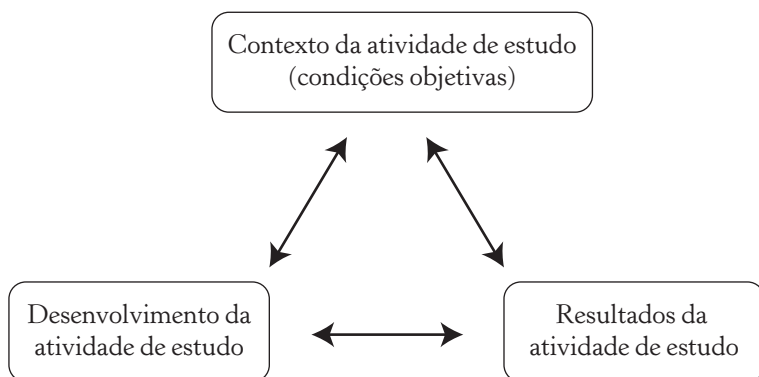 Contexto da atividade de estudo
(condições objetivas)
Desenvolvimento da
atividade de estudo
Resultados da
atividade de estudo